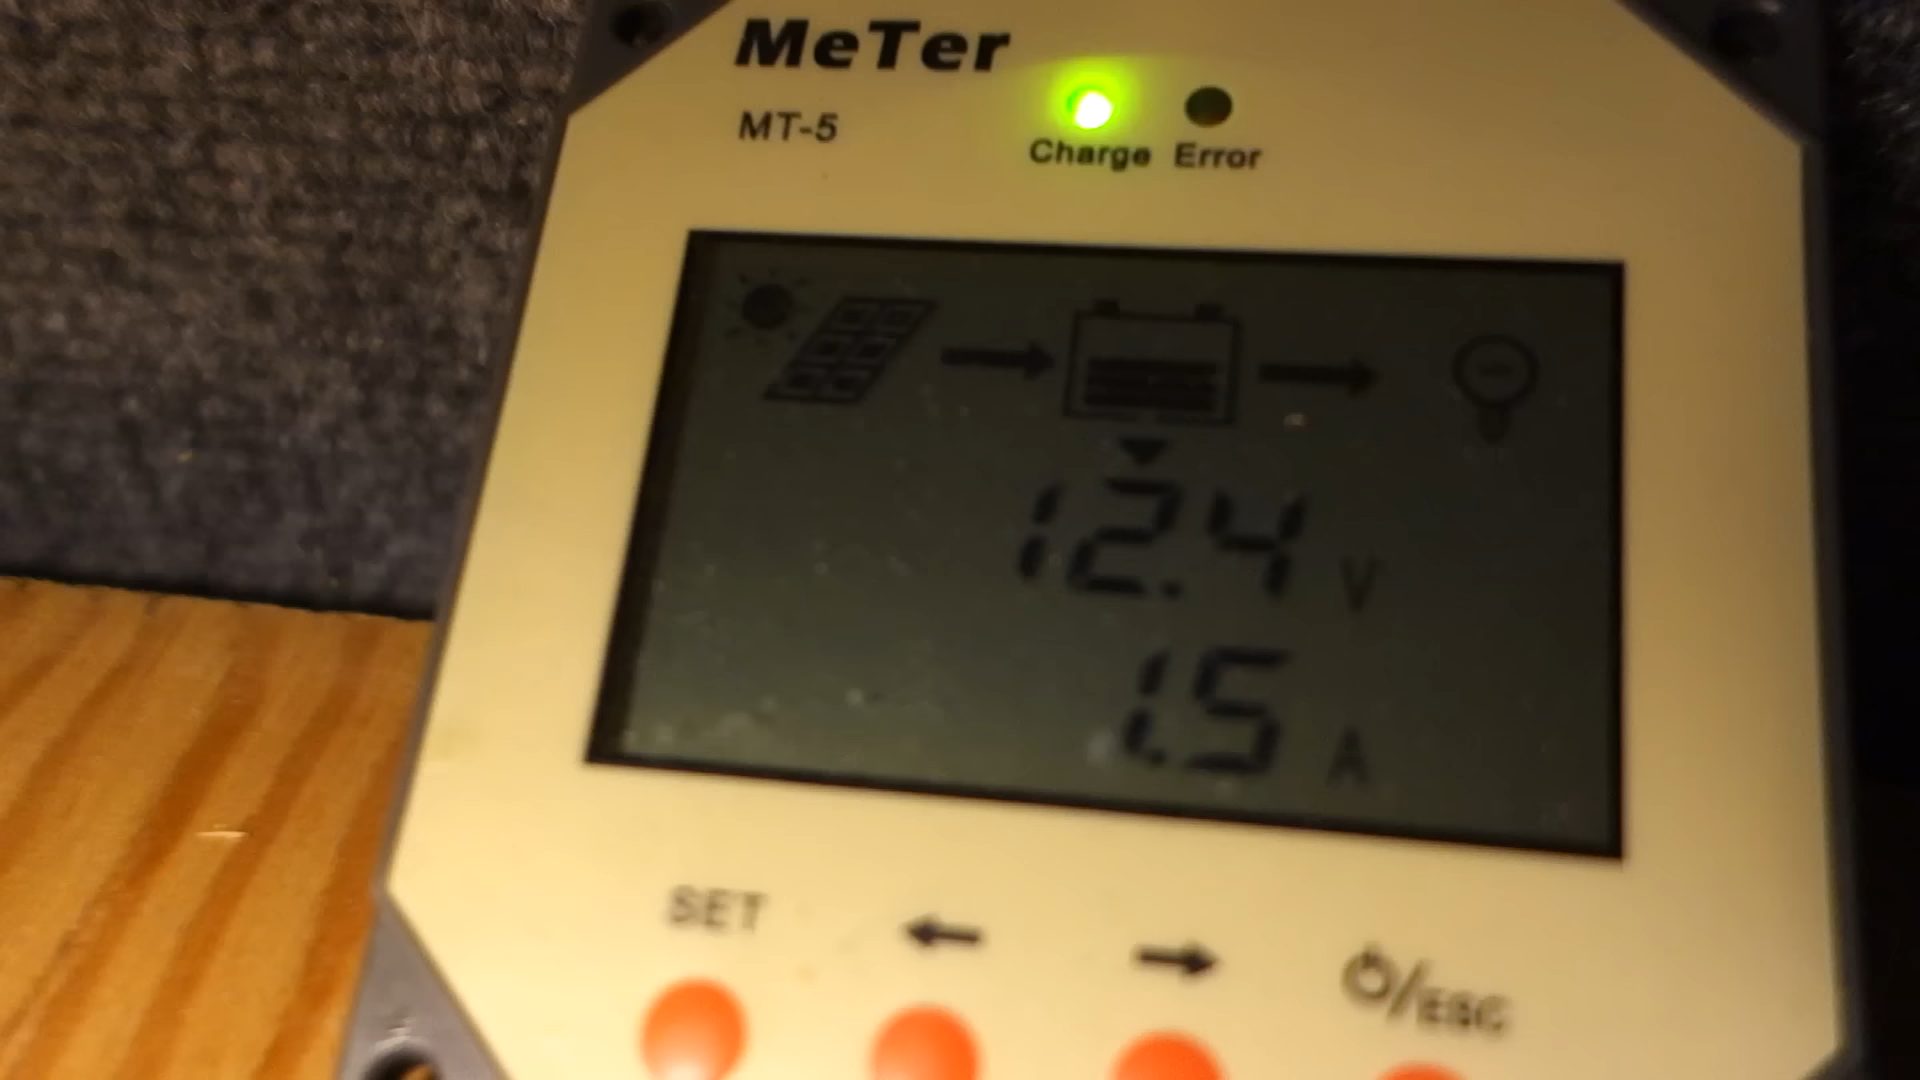 MeTer
MT-5
Charge Error
12.4 V
1.5 A
SET
/ESC